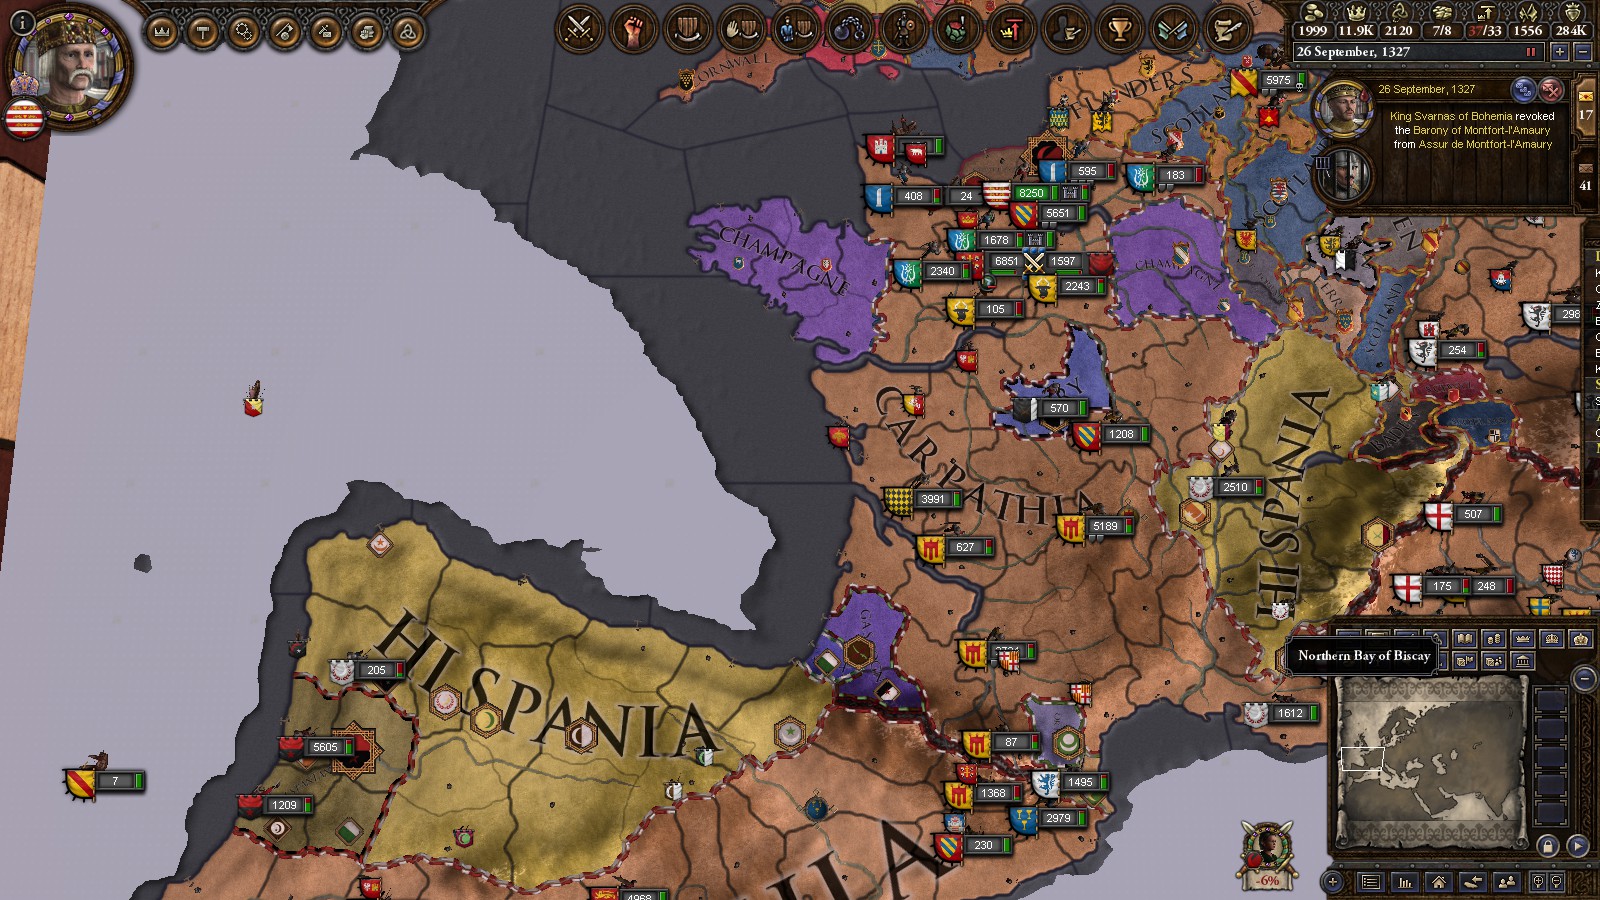 1999 11.9K 2120 7/8 37/33 1556 284K
26 September, 1327
26 September, 1327
King Svarnas of Bohemia revoked
the Barony of Montfort-l'Amaury
from Assur de Montfort-l'Amaury
17
41
CORNWALL
FLANDERS
SCOTLAND
5975
595
183
408
24
8250
5651
1678
6851
1597
2340
2243
105
CHAMPAGNE
CHAMPAGNE
SCOTLAND
254
298
570
1208
CARPATHIA
3991
5189
627
HISPANIA
2510
507
175
248
Northern Bay of Biscay
HISPANIA
205
5605
1209
7
1612
87
1495
1368
2979
230
4968
-6%